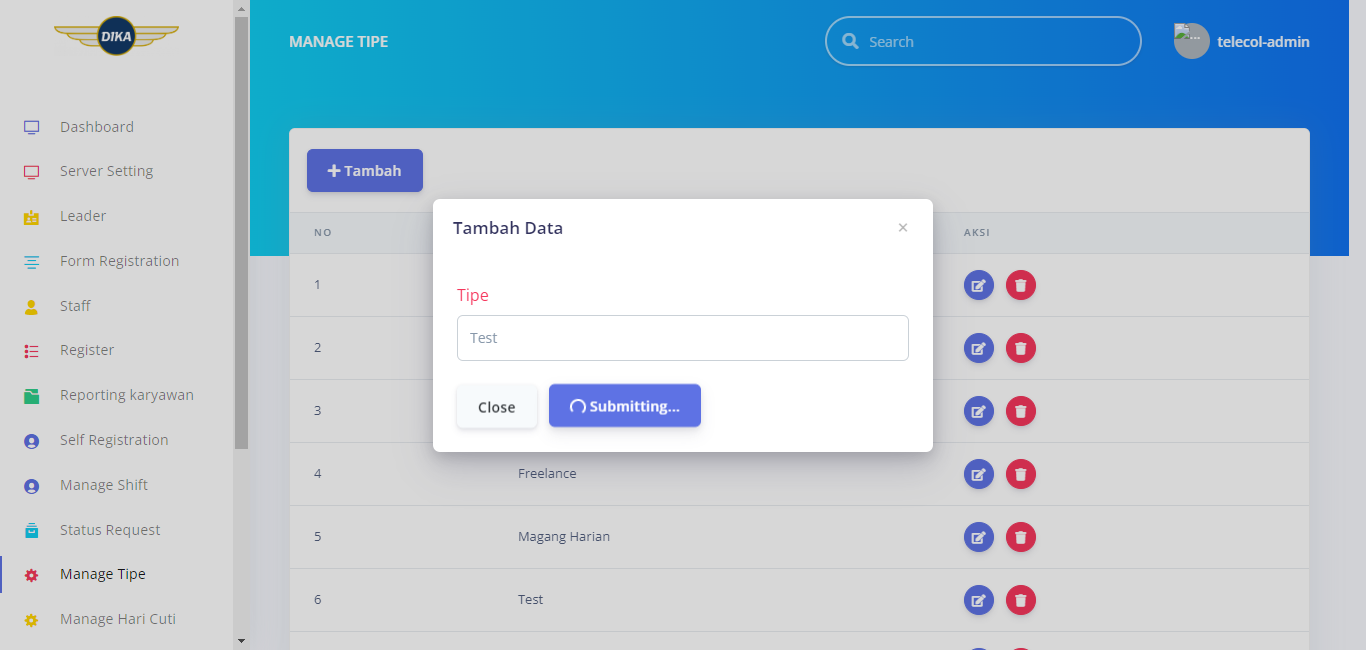 DIKA
Dashboard
Server Setting
Leader
Form Registration
Staff
Register
Reporting karyawan
Self Registration
Manage Shift
Status Request
Manage Tipe
Manage Hari Cuti
MANAGE TIPE
Search
...
telecol-admin
Tambah
NO
AKSI
1
2
3
4 Freelance
5 Magang Harian
6 Test
Tambah Data
×
Tipe
Test
Close
Submitting...